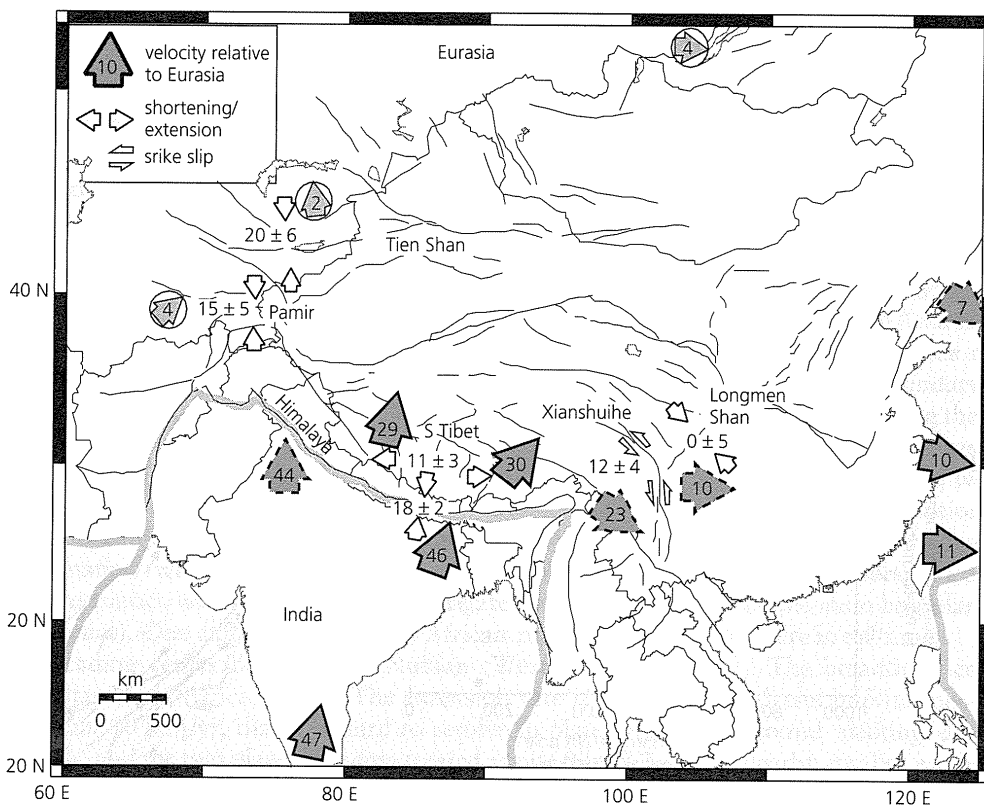 Eurasia
4
10
velocity relative
to Eurasia
shortening/
extension
srike slip
2
20 ± 6
Tien Shan
40 N
4
15 ± 5
Pamir
7
Himalaya
29
S Tibet
Xianshuihe
Longmen
Shan
0 ± 5
44
11 ± 3
30
12 ± 4
10
10
18 ± 2
23
46
11
India
20 N
km
0 500
47
20 N
60 E
80 E
100 E
120 E